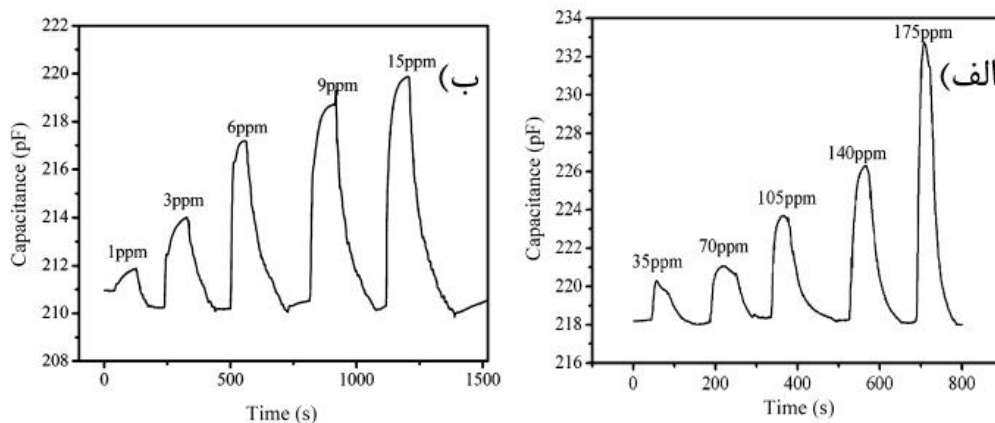 222
220
218
216
214
212
210
208
Capacitance (pF)
1ppm
3ppm
6ppm
9ppm
15ppm
ب)
0
500
1000
1500
Time (s)
234
232
230
228
226
224
222
220
218
216
Capacitance (pF)
35ppm
70ppm
105ppm
140ppm
175ppm
الف)
0
200
400
600
800
Time (s)